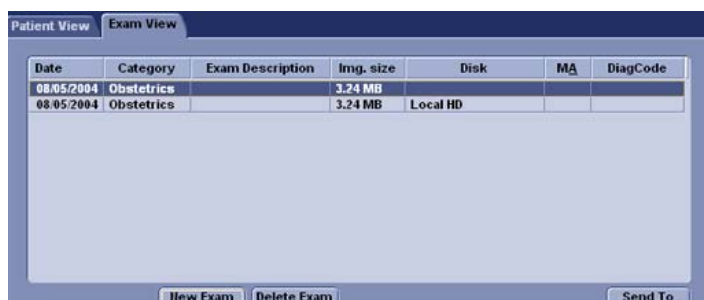 Patient View Exam View
Date Category Exam Description Img. size Disk MA DiagCode
08/05/2004 Obstetrics 3.24 MB
08/05/2004 Obstetrics 3.24 MB Local HD
New Exam Delete Exam Send To